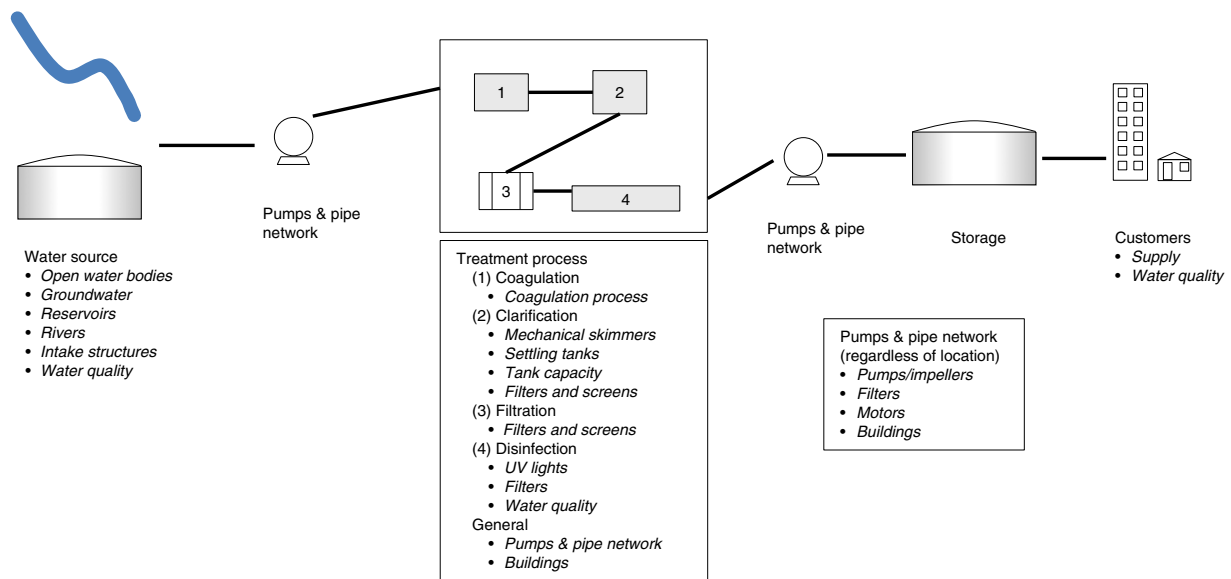 1
2
3
4
Water source
• Open water bodies
• Groundwater
• Reservoirs
• Rivers
• Intake structures
• Water quality
Pumps & pipe
network
Treatment process
(1) Coagulation
• Coagulation process
(2) Clarification
• Mechanical skimmers
• Settling tanks
• Tank capacity
• Filters and screens
(3) Filtration
• Filters and screens
(4) Disinfection
• UV lights
• Filters
• Water quality
General
• Pumps & pipe network
• Buildings
Pumps & pipe
network
Storage
Customers
• Supply
• Water quality
Pumps & pipe network
(regardless of location)
• Pumps/impellers
• Filters
• Motors
• Buildings